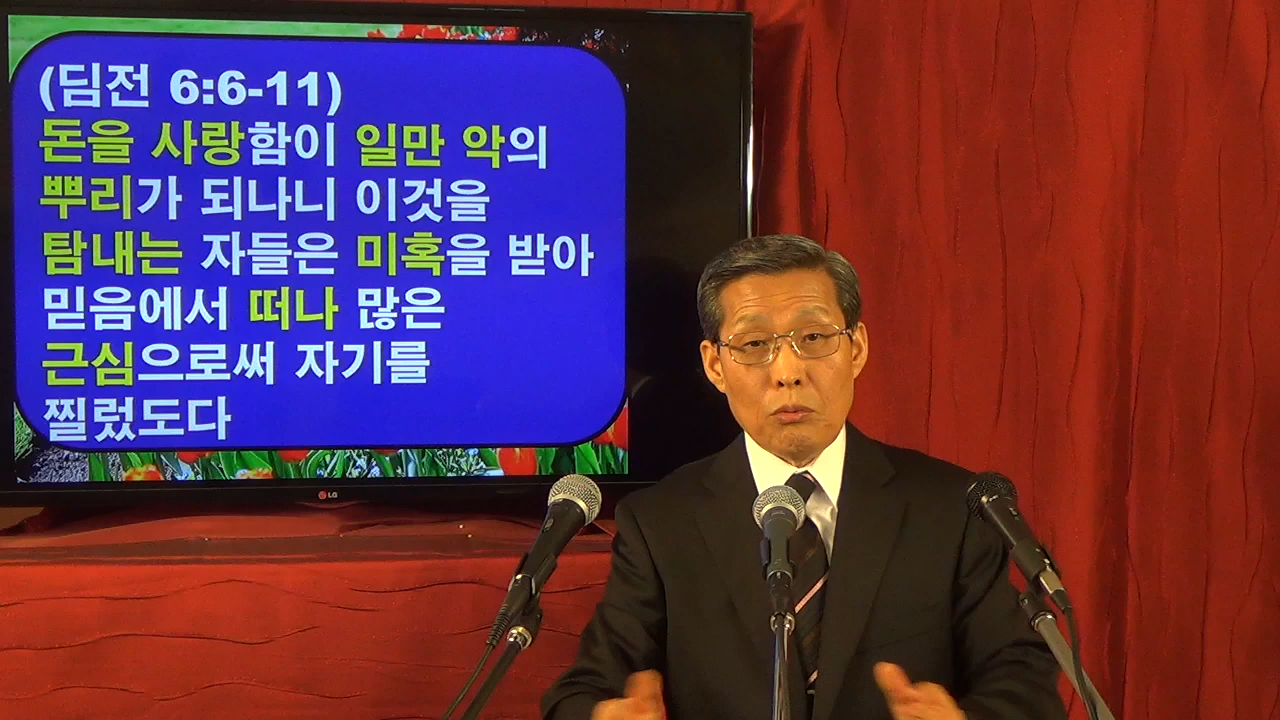 (딤전 6:6-11)
돈을 사랑함이 일만 악의
뿌리가 되나니 이것을
탐내는 자들은 미혹을 받아
믿음에서 떠나 많은
근심으로써 자기를
찔렀도다
LG